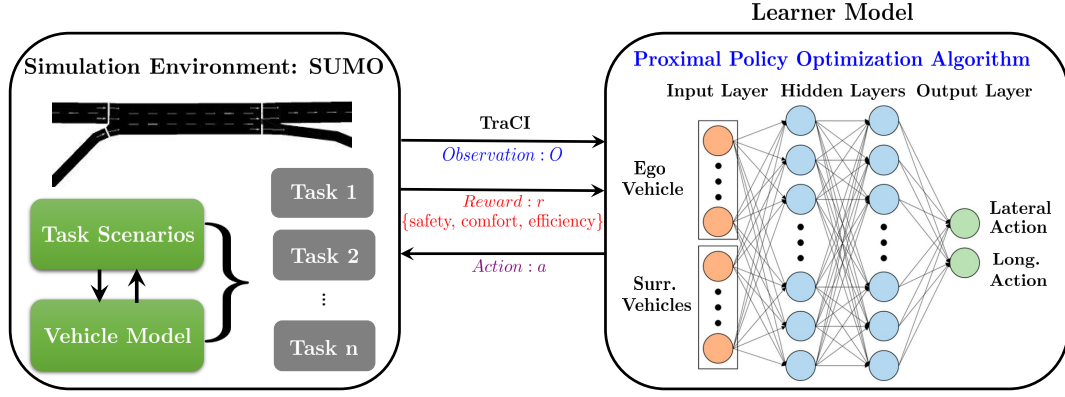 Learner Model
Simulation Environment: SUMO
Task Scenarios
Vehicle Model
Task 1
Task 2
...
Task n
TraCI
Observation : O
Reward : r
{safety, comfort, efficiency}
Action : a
Proximal Policy Optimization Algorithm
Input Layer Hidden Layers Output Layer
Ego
Vehicle
Surr.
Vehicles
Lateral
Action
Long.
Action